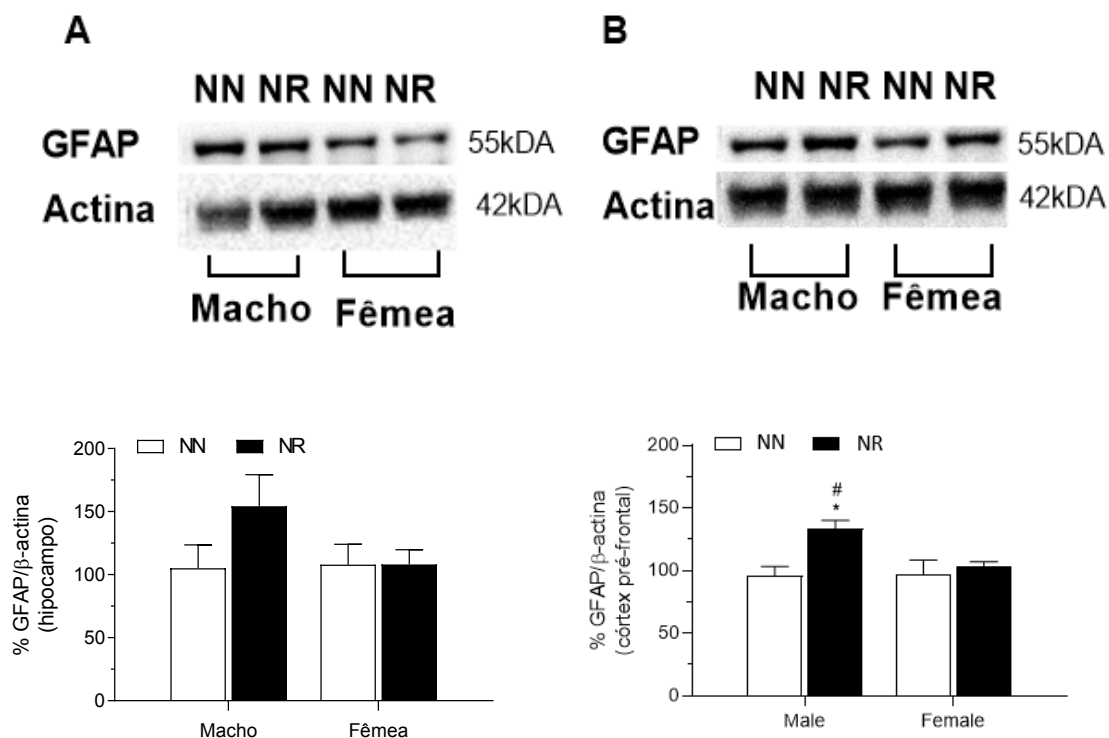 A
NN NR NN NR
GFAP 55kDA
Actina 42kDA
Macho Fêmea
NN NR
200
150
100
50
0
% GFAP/β-actina
(hipocampo)
Macho Fêmea
B
NN NR NN NR
GFAP 55kDA
Actina 42kDA
Macho Fêmea
NN NR
200
150
100
50
0
% GFAP/β-actina
(córtex pré-frontal)
#
*
Male Female